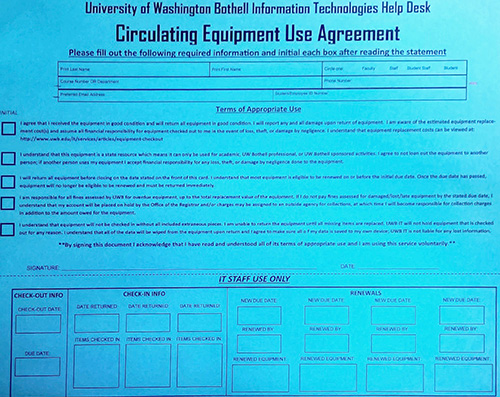 University of Washington Bothell Information Technologies Help Desk
Circulating Equipment Use Agreement
Please fill out the following required information and initial each box after reading the statement
Print Last Name Print First Name Circle one: Faculty Staff Student Staff Student
Course Number OR Department Phone Number
Preferred Email Address Student/Employee ID Number
Terms of Appropriate Use
INITIAL
I agree that I received the equipment in good condition and will return all equipment in good condition. I will report any and all damage upon return of equipment. I am aware of the estimated equipment replace-
ment cost(s) and assume all financial responsibility for equipment checked out to me in the event of loss, theft, or damage by negligence. I understand that equipment replacement costs can be viewed at:
http://www.uwb.edu/it/services/articles/equipment-checkout
I understand that this equipment is a state resource which means it can only be used for academic, UW Bothell professional, or UW Bothell sponsored activities. I agree to not loan out the equipment to another
person; if another person uses my equipment I accept financial responsibility for any loss, theft, or damage by negligence done to the equipment.
I will return all equipment before closing on the date stated on the front of this card. I understand that most equipment is eligible to be renewed on or before the initial due date. Once the due date has passed,
equipment will no longer be eligible to be renewed and must be returned immediately.
I am responsible for all fines assessed by UWB for overdue equipment, up to the total replacement value of the equipment. If I do not pay fines assessed for damaged/lost/late equipment by the stated due date, I
understand that my account will be placed on hold by the Office of the Registrar and/or charges may be assigned to an outside agency for collections, at which time I will become responsible for collection charges
in addition to the amount owed for the equipment.
I understand that equipment will not be checked in without all included extraneous pieces. I am unable to return the equipment until all missing items are replaced. UWB IT will not hold equipment that is checked
out for any reason. I understand that all of the data will be wiped from the equipment upon return and I agree to make sure all of my data is saved to my own device; UWB IT is not liable for any lost information.
**By signing this document I acknowledge that I have read and understood all of its terms of appropriate use and I am using this service voluntarily.**
SIGNATURE: DATE:
IT STAFF USE ONLY
CHECK-OUT INFO CHECK-IN INFO RENEWALS
CHECK-OUT DATE: DATE RETURNED: DATE RETURNED: DATE RETURNED: NEW DUE DATE: NEW DUE DATE: NEW DUE DATE: NEW DUE DATE:
RENEWED BY: RENEWED BY: RENEWED BY: RENEWED BY:
ITEMS CHECKED IN: ITEMS CHECKED IN: ITEMS CHECKED IN:
DUE DATE: RENEWED EQUIPMENT: RENEWED EQUIPMENT: RENEWED EQUIPMENT: RENEWED EQUIPMENT: